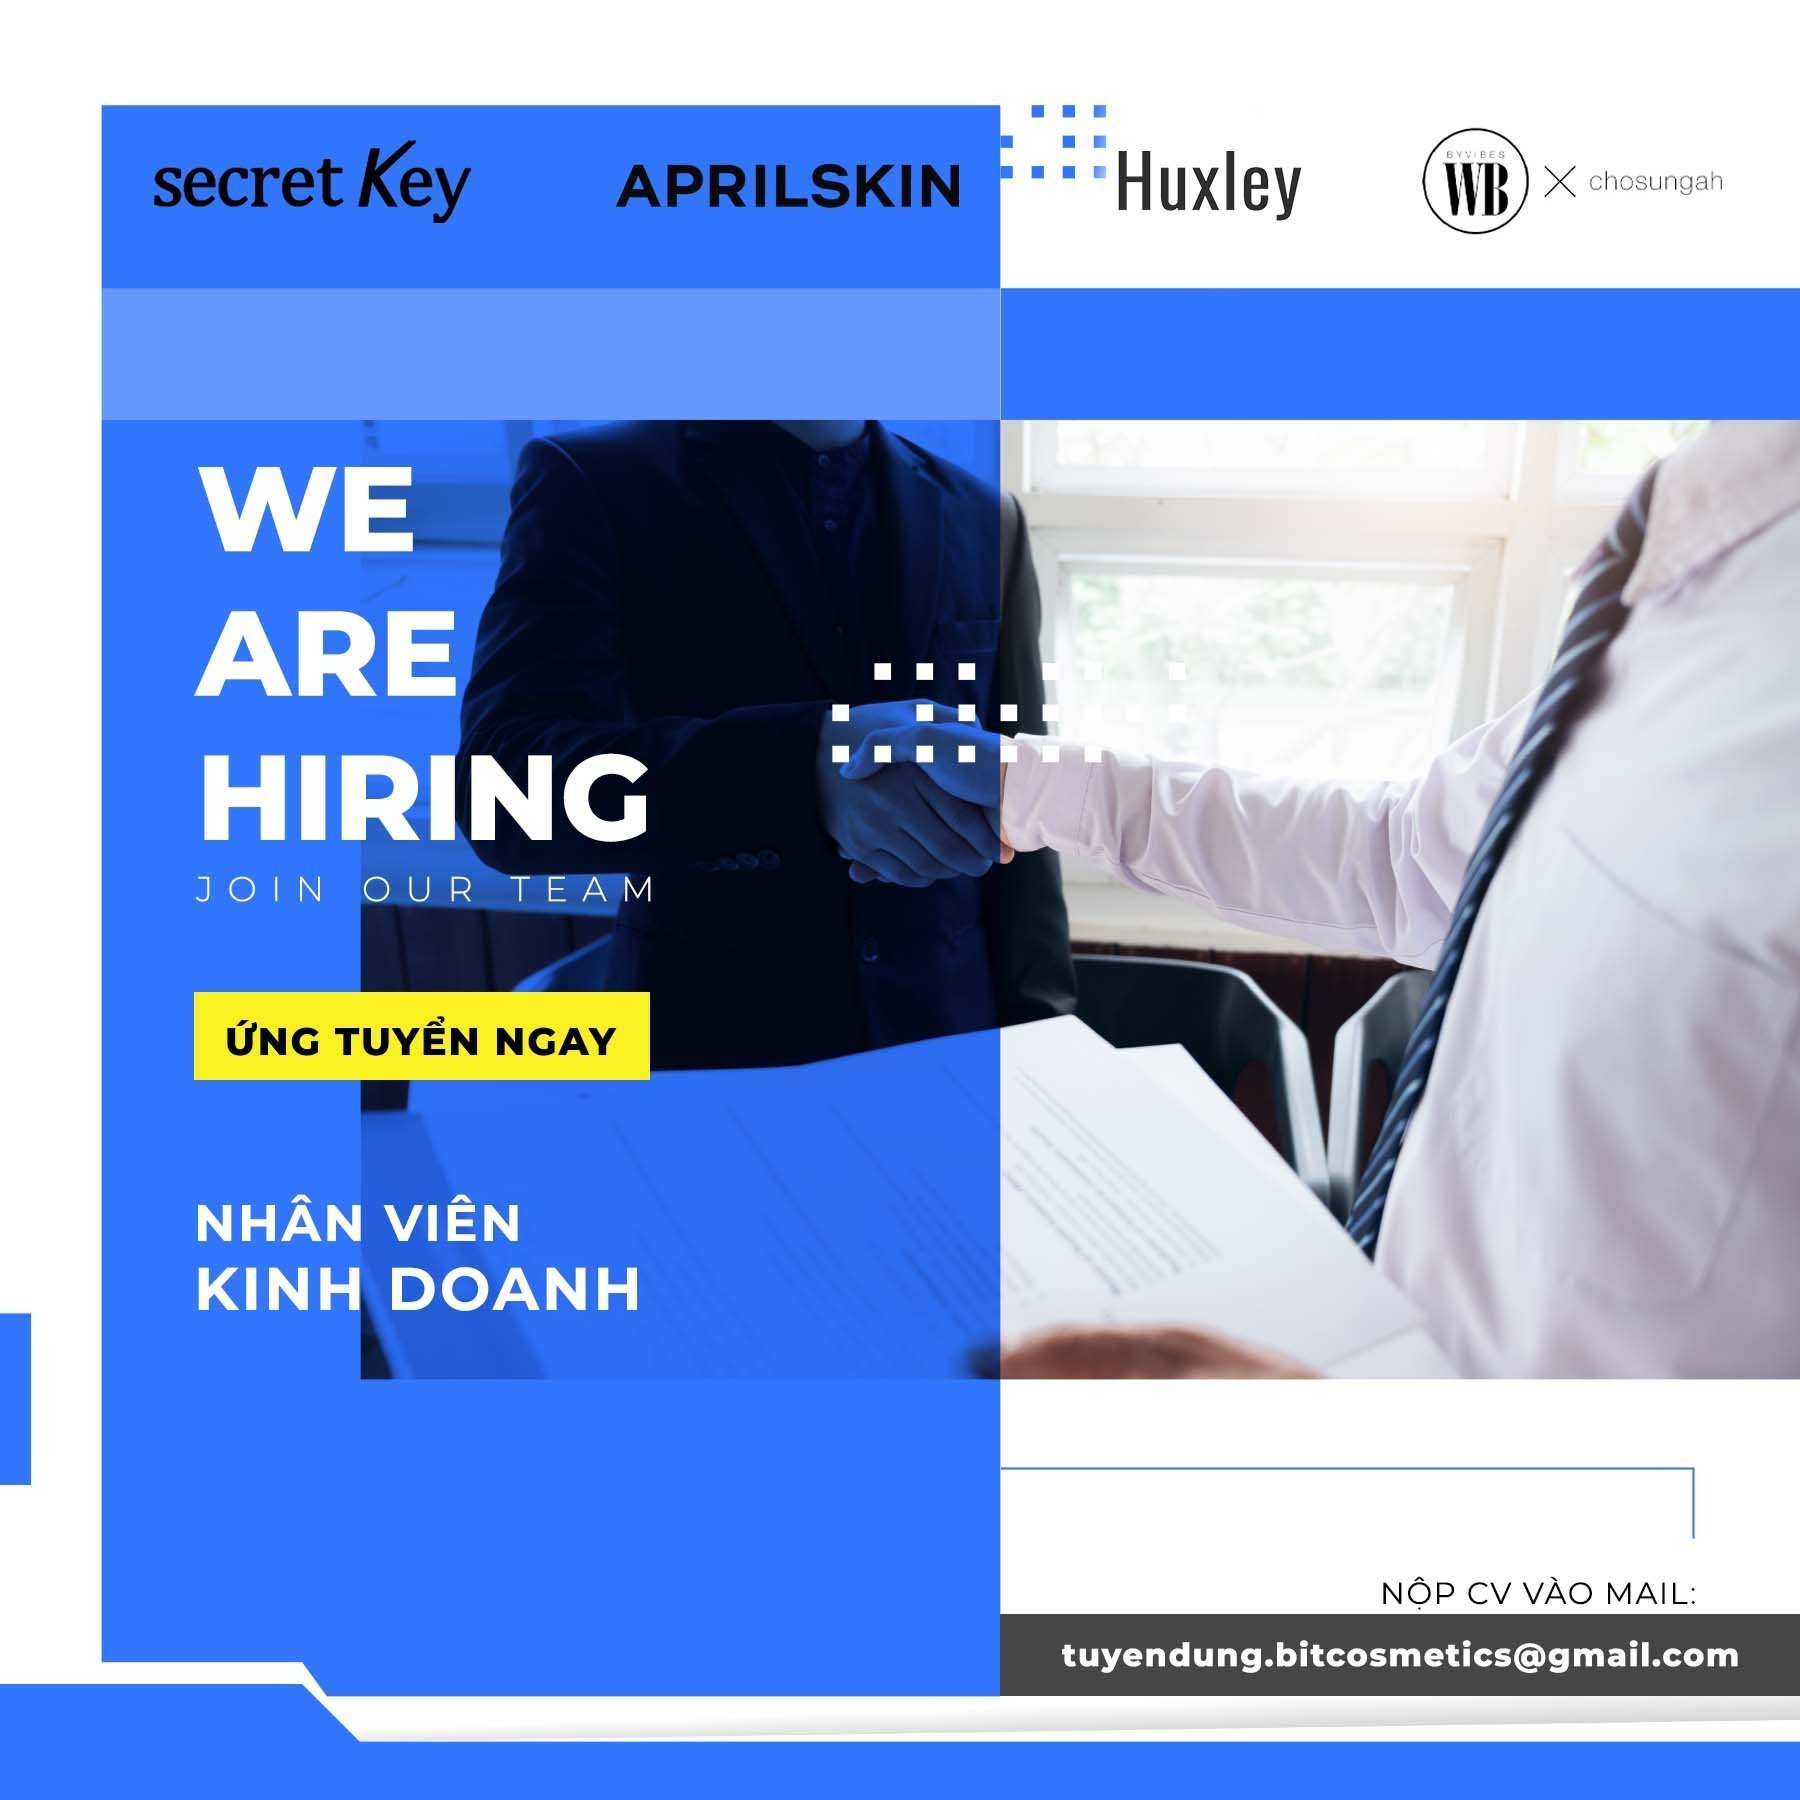 secret Key
APRILSKIN
Huxley
BYVIBES
WB
chosungah
WE
ARE
HIRING
JOIN OUR TEAM
ỨNG TUYỂN NGAY
NHÂN VIÊN
KINH DOANH
NỘP CV VÀO MAIL:
tuyendung.bitcosmetics@gmail.com